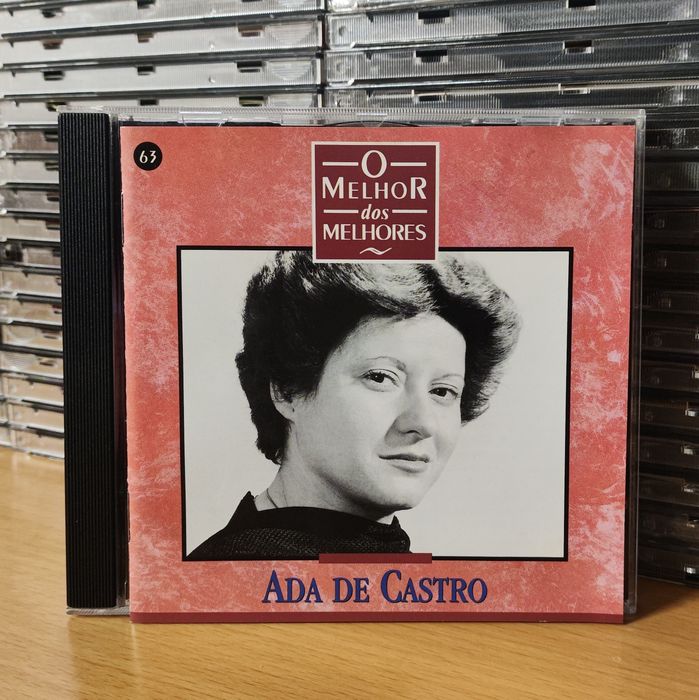 63
O
MELHOR
dos
MELHORES
ADA DE CASTRO